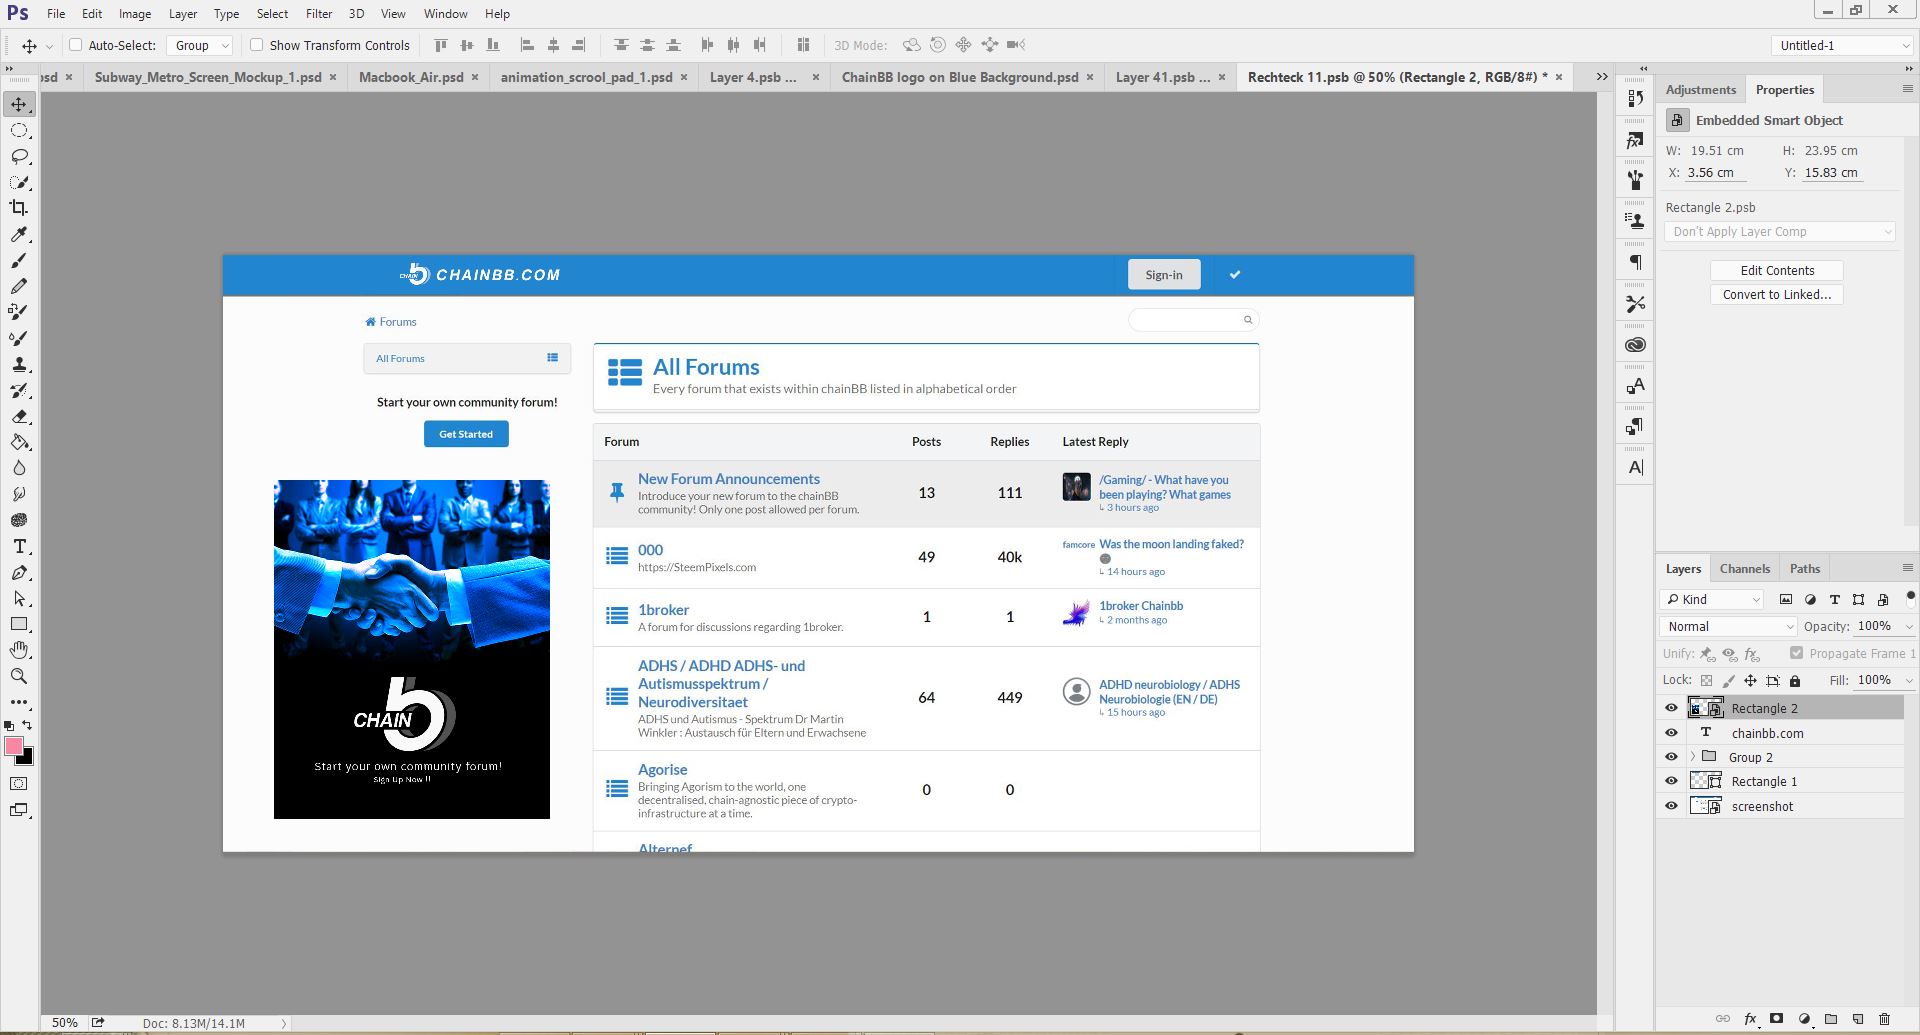 Ps File Edit Image Layer Type Select Filter 3D View Window Help
Auto-Select: Group Show Transform Controls 3D Mode: Untitled-1
psd × Subway_Metro_Screen_Mockup_1.psd × Macbook_Air.psd × animation_scrool_pad_1.psd × Layer 4.psb ... × ChainBB logo on Blue Background.psd × Layer 41.psb ... × Rechteck 11.psb @ 50% (Rectangle 2, RGB/8#) * ×
Adjustments Properties
Embedded Smart Object
W: 19.51 cm H: 23.95 cm
X: 3.56 cm Y: 15.83 cm
Rectangle 2.psb
Don't Apply Layer Comp
Edit Contents
Convert to Linked...
CHAIN b CHAINBB.COM Sign-in
Forums
All Forums
Start your own community forum!
Get Started
CHAIN b
Start your own community forum!
Sign Up Now !!
All Forums
Every forum that exists within chainBB listed in alphabetical order
Forum Posts Replies Latest Reply
New Forum Announcements
Introduce your new forum to the chainBB
community! Only one post allowed per forum.
13 111
/Gaming/ - What have you
been playing? What games
3 hours ago
000
https://SteemPixels.com
49 40k
famcore Was the moon landing faked?
14 hours ago
1broker
A forum for discussions regarding 1broker.
1 1
1broker Chainbb
2 months ago
ADHS / ADHD ADHS- und
Autismusspektrum /
Neurodiversitaet
ADHS und Autismus - Spektrum Dr Martin
Winkler : Austausch für Eltern und Erwachsene
64 449
ADHD neurobiology / ADHS
Neurobiologie (EN / DE)
15 hours ago
Agorise
Bringing Agorism to the world, one
decentralised, chain-agnostic piece of crypto-
infrastructure at a time.
0 0
Layers Channels Paths
Kind
Normal Opacity: 100%
Unify: Propagate Frame 1
Lock: Fill: 100%
Rectangle 2
chainbb.com
Group 2
Rectangle 1
screenshot
50% Doc: 8.13M/14.1M